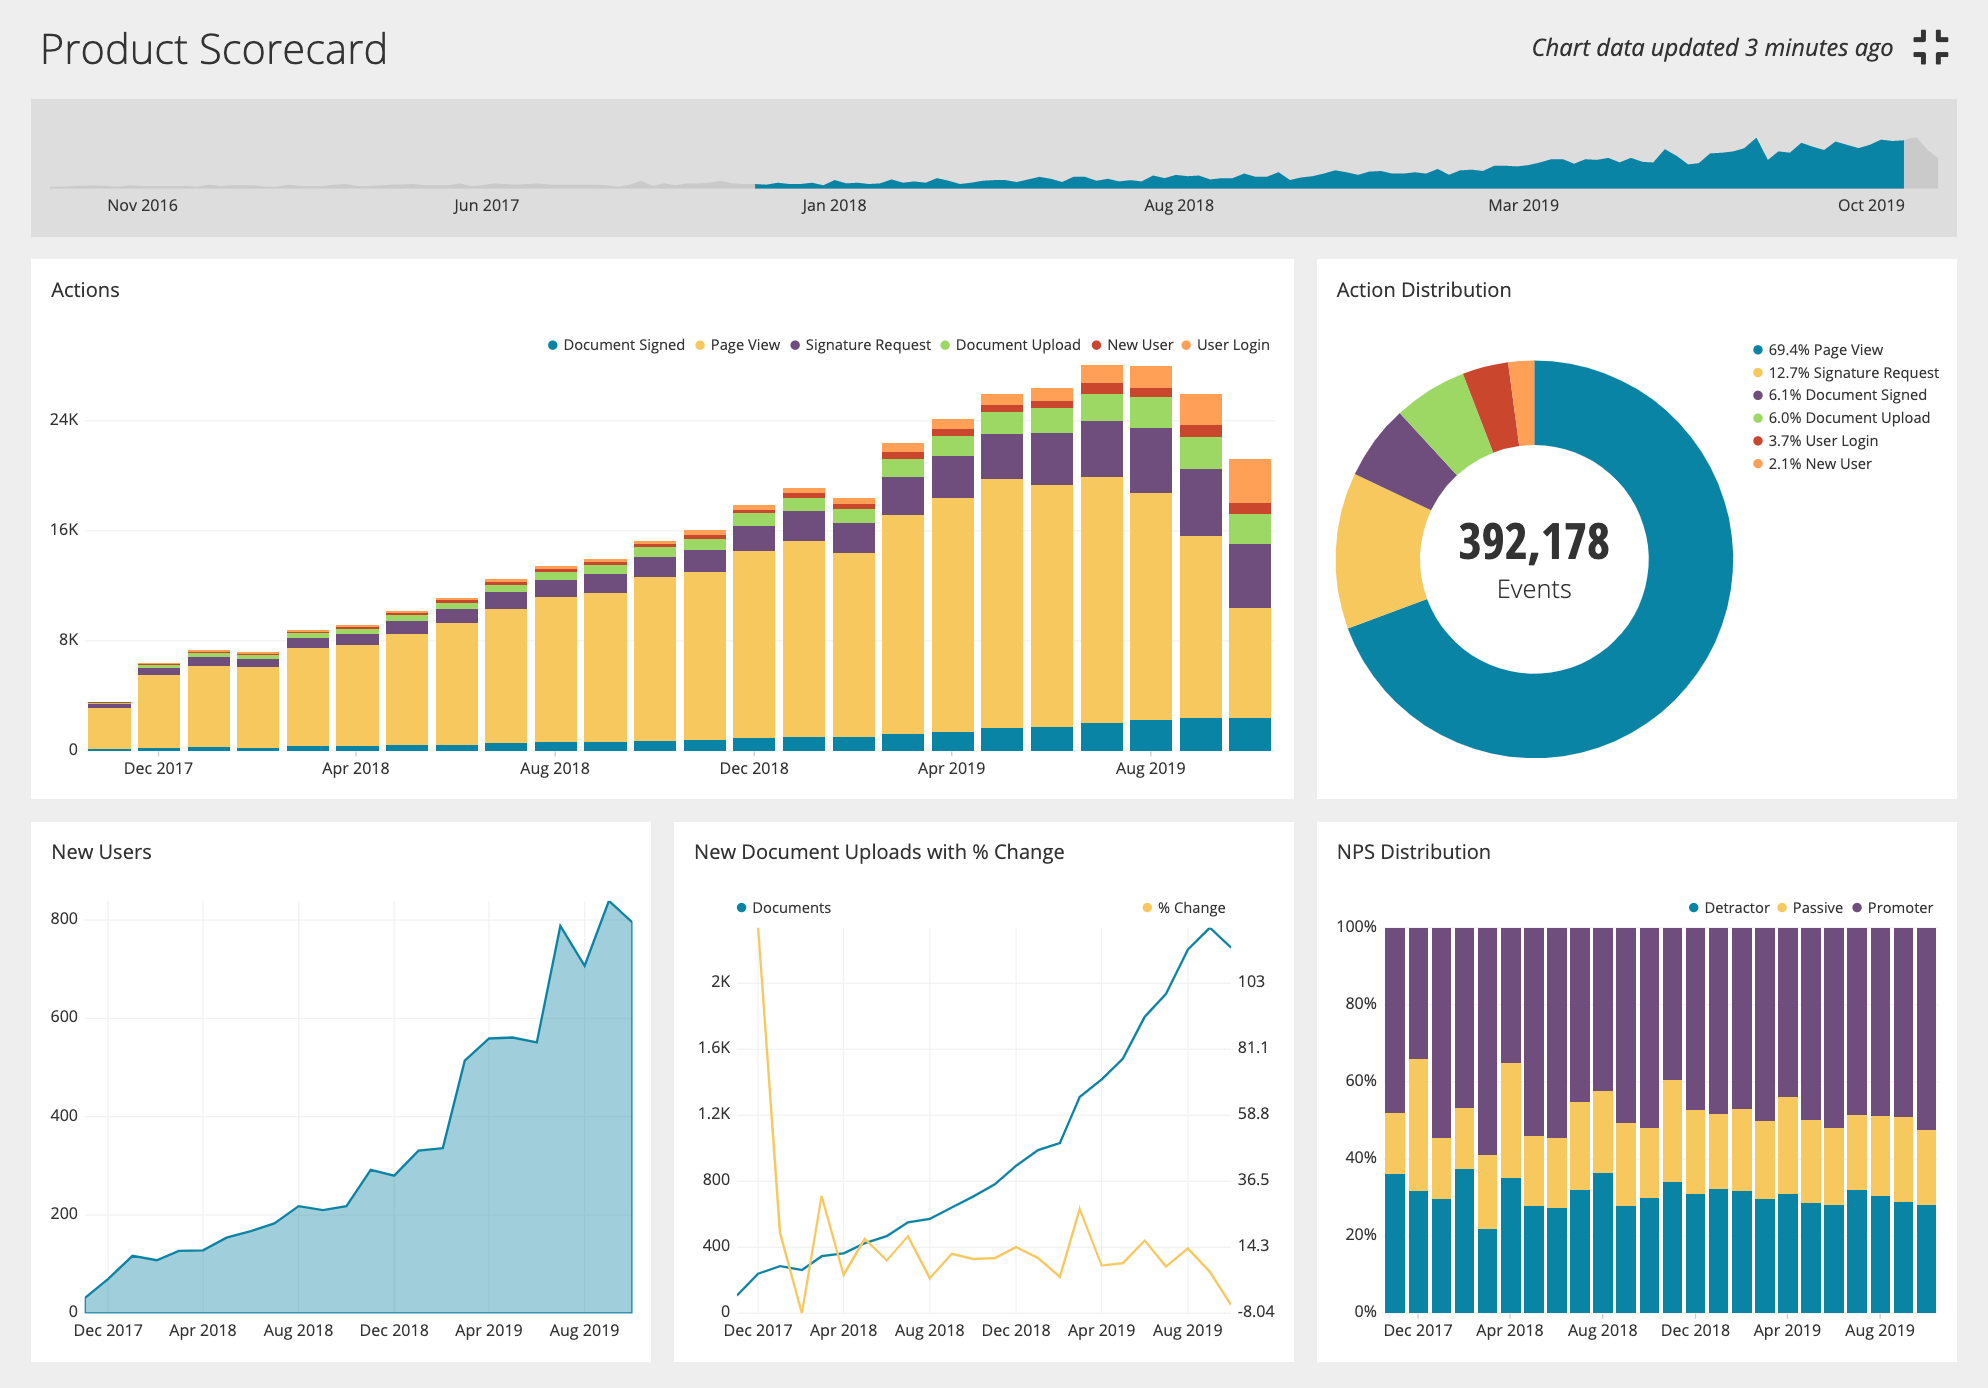 Product Scorecard
Chart data updated 3 minutes ago
Nov 2016 Jun 2017 Jan 2018 Aug 2018 Mar 2019 Oct 2019
Actions
Document Signed Page View Signature Request Document Upload New User User Login
24K
16K
8K
0
Dec 2017 Apr 2018 Aug 2018 Dec 2018 Apr 2019 Aug 2019
Action Distribution
69.4% Page View
12.7% Signature Request
6.1% Document Signed
6.0% Document Upload
3.7% User Login
2.1% New User
392,178
Events
New Users
800
600
400
200
0
Dec 2017 Apr 2018 Aug 2018 Dec 2018 Apr 2019 Aug 2019
New Document Uploads with % Change
Documents % Change
2K 103
1.6K 81.1
1.2K 58.8
800 36.5
400 14.3
0 -8.04
Dec 2017 Apr 2018 Aug 2018 Dec 2018 Apr 2019 Aug 2019
NPS Distribution
Detractor Passive Promoter
100%
80%
60%
40%
20%
0%
Dec 2017 Apr 2018 Aug 2018 Dec 2018 Apr 2019 Aug 2019